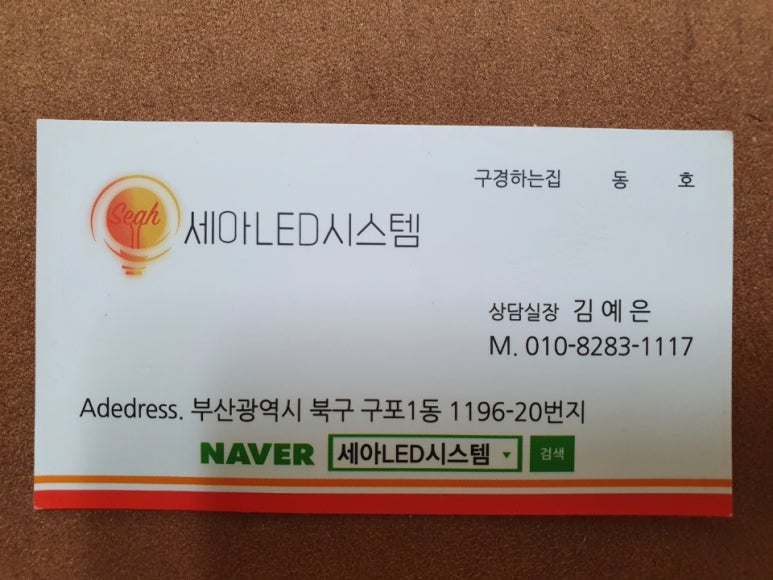 구경하는집 동 호
Seah
세아LED시스템
상담실장 김예은
M. 010-8283-1117
Adedress. 부산광역시 북구 구포1동 1196-20번지
NAVER 세아LED시스템 검색